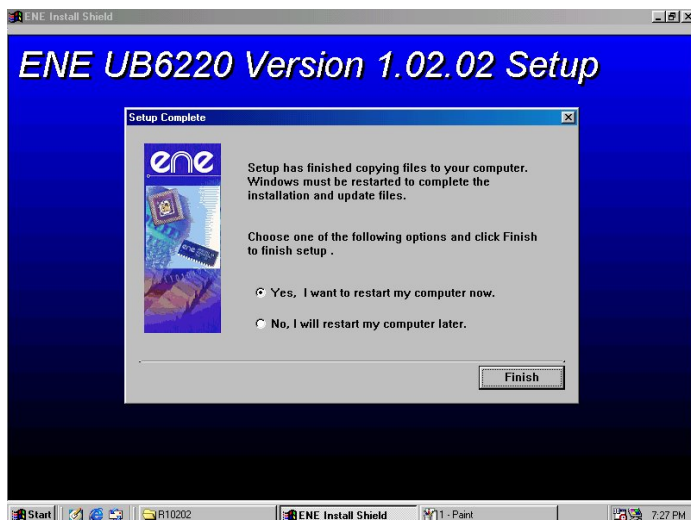 ENE Install Shield
ENE UB6220 Version 1.02.02 Setup
Setup Complete
ene
ene
Setup has finished copying files to your computer.
Windows must be restarted to complete the
installation and update files.
Choose one of the following options and click Finish
to finish setup .
Yes, I want to restart my computer now.
No, I will restart my computer later.
Finish
Start
R10202
ENE Install Shield
1 - Paint
7:27 PM